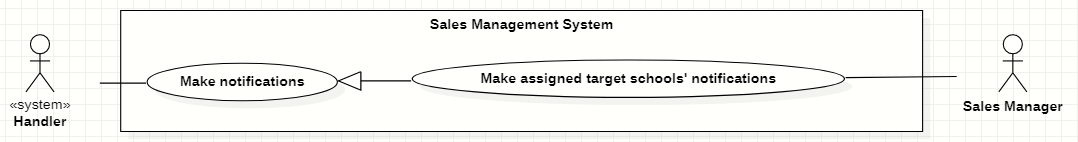 Sales Management System
Make notifications
Make assigned target schools' notifications
«system»
Handler
Sales Manager